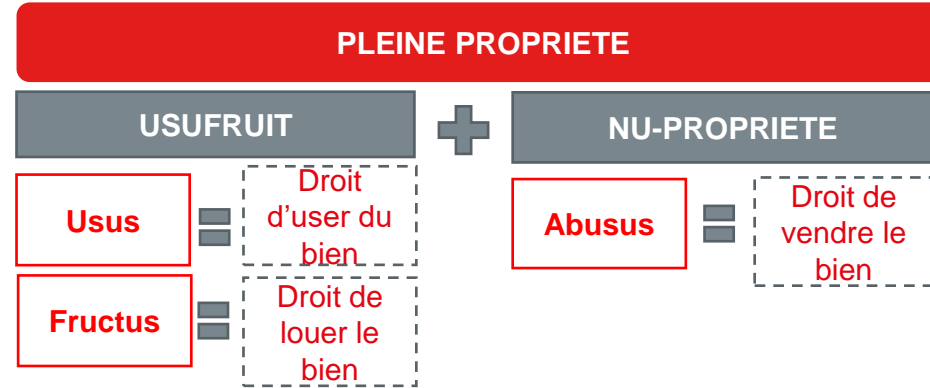 PLEINE PROPRIETE
USUFRUIT
NU-PROPRIETE
Usus
Droit
d’user du
bien
Abusus
Droit de
vendre le
bien
Fructus
Droit de
louer le
bien